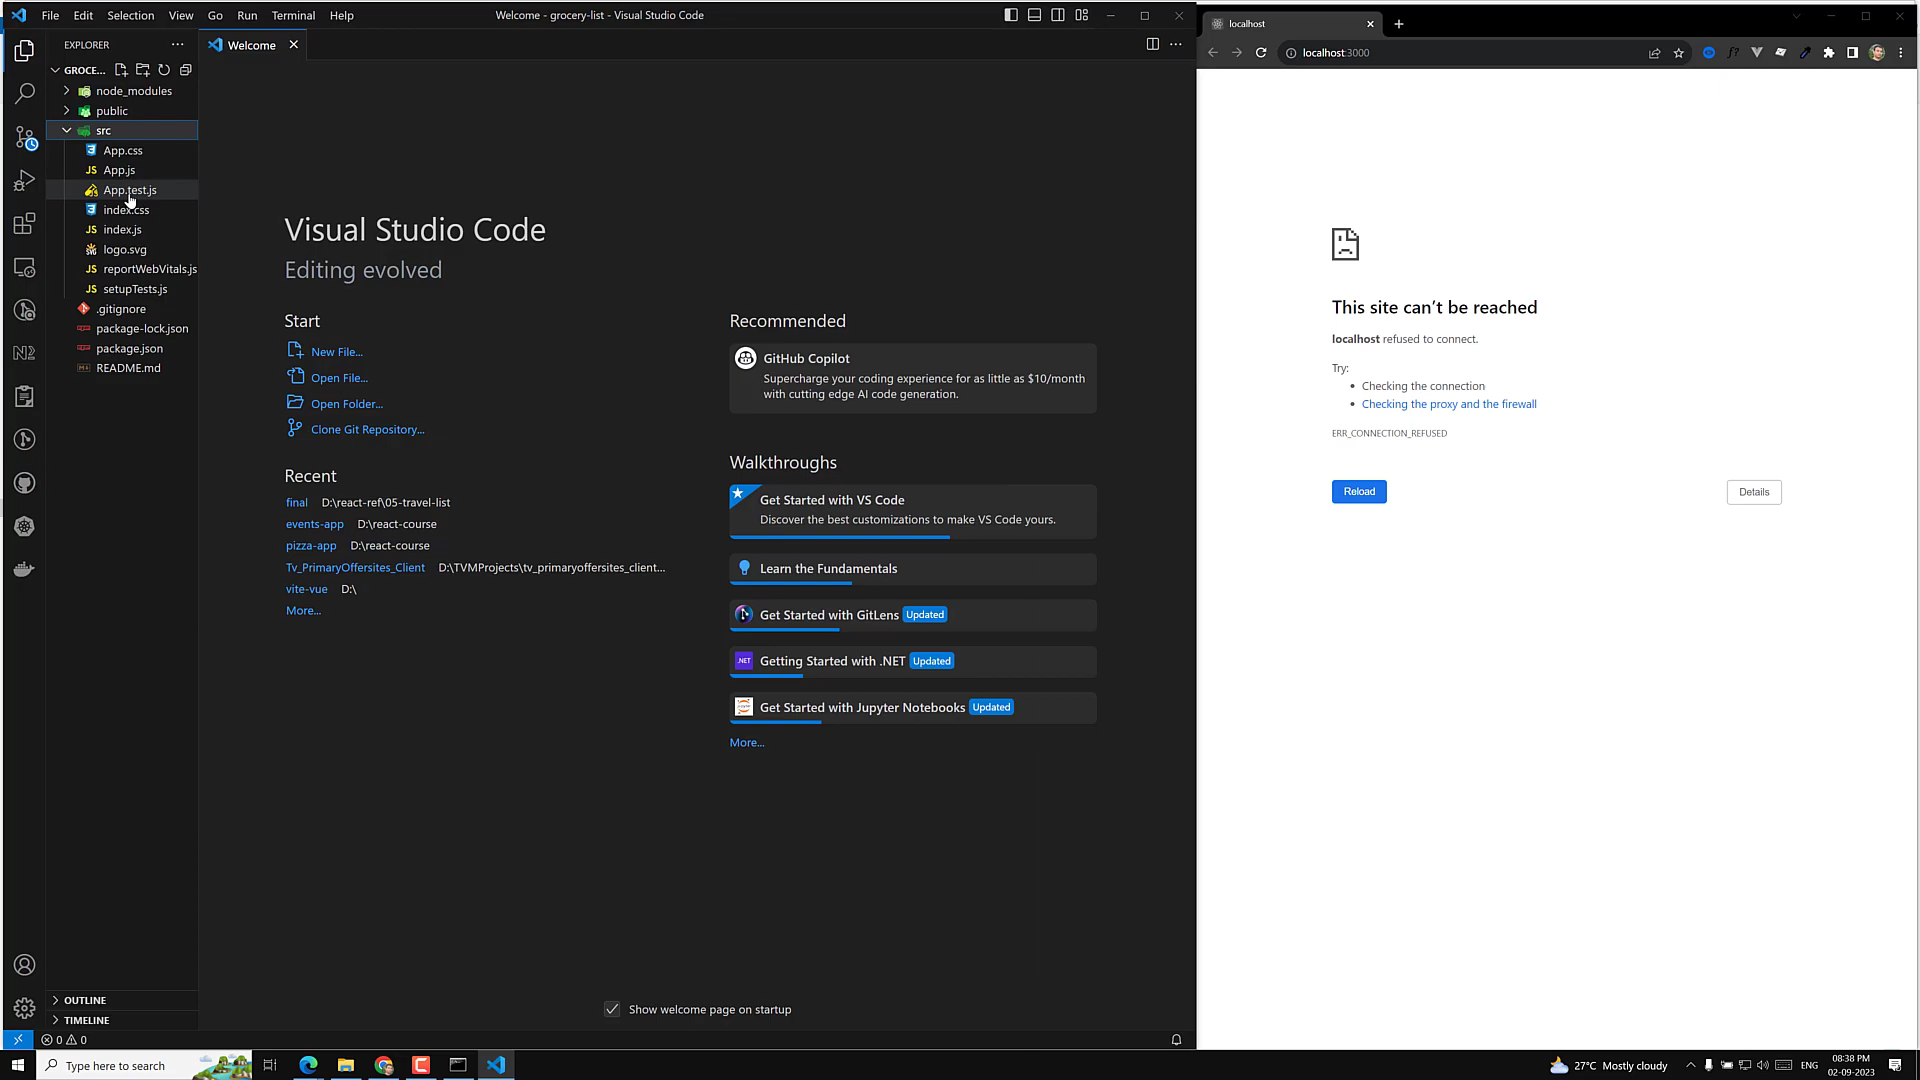 File Edit Selection View Go Run Terminal Help
Welcome - grocery-list - Visual Studio Code
EXPLORER
GROCE...
node_modules
public
src
App.css
App.js
App.test.js
index.css
index.js
logo.svg
reportWebVitals.js
setupTests.js
.gitignore
package-lock.json
package.json
README.md
OUTLINE
TIMELINE
Welcome
Visual Studio Code
Editing evolved
Start
New File...
Open File...
Open Folder...
Clone Git Repository...
Recent
final D:\react-ref\05-travel-list
events-app D:\react-course
pizza-app D:\react-course
Tv_PrimaryOffersites_Client D:\TVMProjects\tv_primaryoffersites_client...
vite-vue D:\
More...
Recommended
GitHub Copilot
Supercharge your coding experience for as little as $10/month
with cutting edge AI code generation.
Walkthroughs
Get Started with VS Code
Discover the best customizations to make VS Code yours.
Learn the Fundamentals
Get Started with GitLens Updated
.NET Getting Started with .NET Updated
Get Started with Jupyter Notebooks Updated
More...
Show welcome page on startup
0 0
localhost
localhost:3000
This site can't be reached
localhost refused to connect.
Try:
• Checking the connection
• Checking the proxy and the firewall
ERR_CONNECTION_REFUSED
Reload
Details
Type here to search
27°C Mostly cloudy
ENG
08:38 PM
02-09-2023